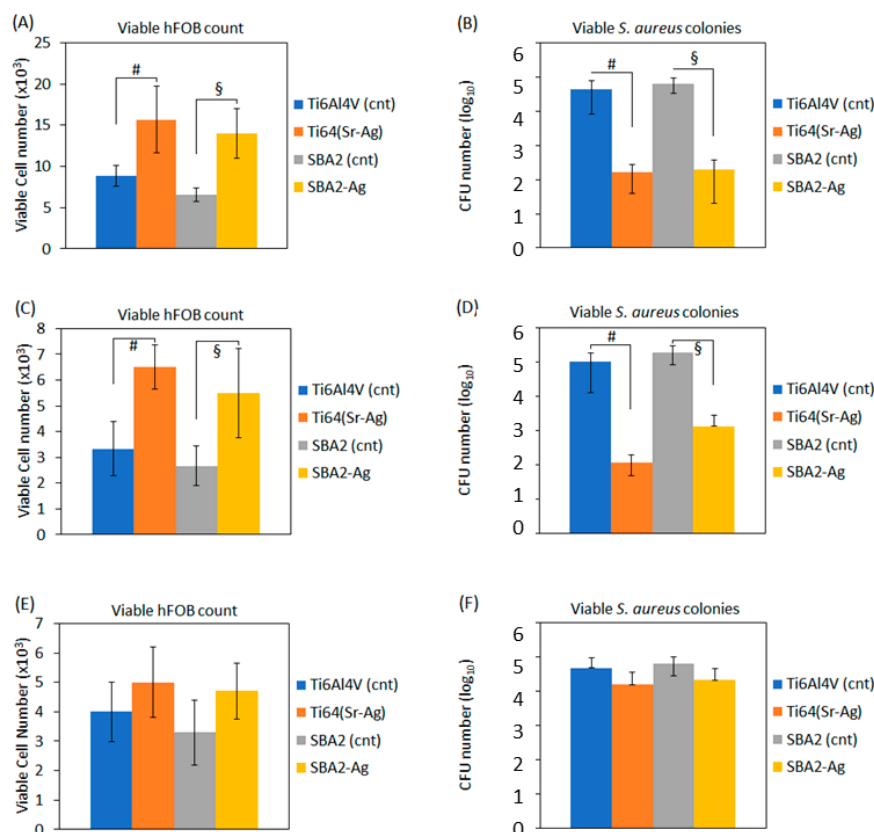 (A)
Viable hFOB count
Viable Cell number (x10³)
25
20
15
10
5
0
#
§
Ti6Al4V (cnt)
Ti64(Sr-Ag)
SBA2 (cnt)
SBA2-Ag
(B)
Viable S. aureus colonies
CFU number (log₁₀)
6
5
4
3
2
1
0
#
§
Ti6Al4V (cnt)
Ti64(Sr-Ag)
SBA2 (cnt)
SBA2-Ag
(C)
Viable hFOB count
Viable Cell number (x10³)
8
7
6
5
4
3
2
1
0
#
§
Ti6Al4V (cnt)
Ti64(Sr-Ag)
SBA2 (cnt)
SBA2-Ag
(D)
Viable S. aureus colonies
CFU number (log₁₀)
6
5
4
3
2
1
0
#
§
Ti6Al4V (cnt)
Ti64(Sr-Ag)
SBA2 (cnt)
SBA2-Ag
(E)
Viable hFOB count
Viable Cell Number (x10³)
7
6
5
4
3
2
1
0
Ti6Al4V (cnt)
Ti64(Sr-Ag)
SBA2 (cnt)
SBA2-Ag
(F)
Viable S. aureus colonies
CFU number (log₁₀)
6
5
4
3
2
1
0
Ti6Al4V (cnt)
Ti64(Sr-Ag)
SBA2 (cnt)
SBA2-Ag